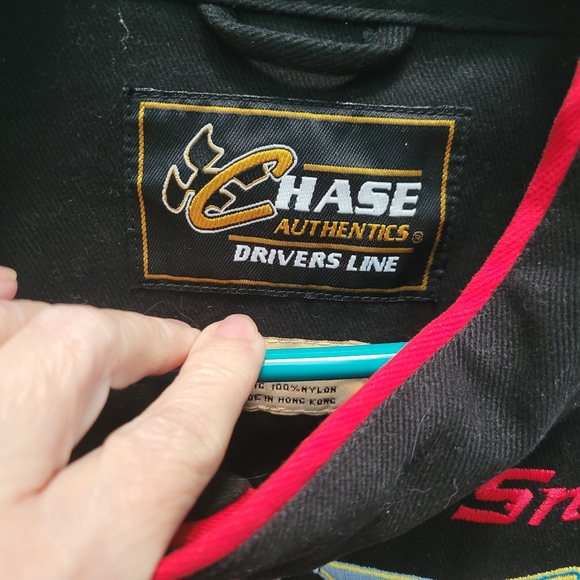 CHASE
AUTHENTICS®
DRIVERS LINE
100% NYLON
IN HONG KONG